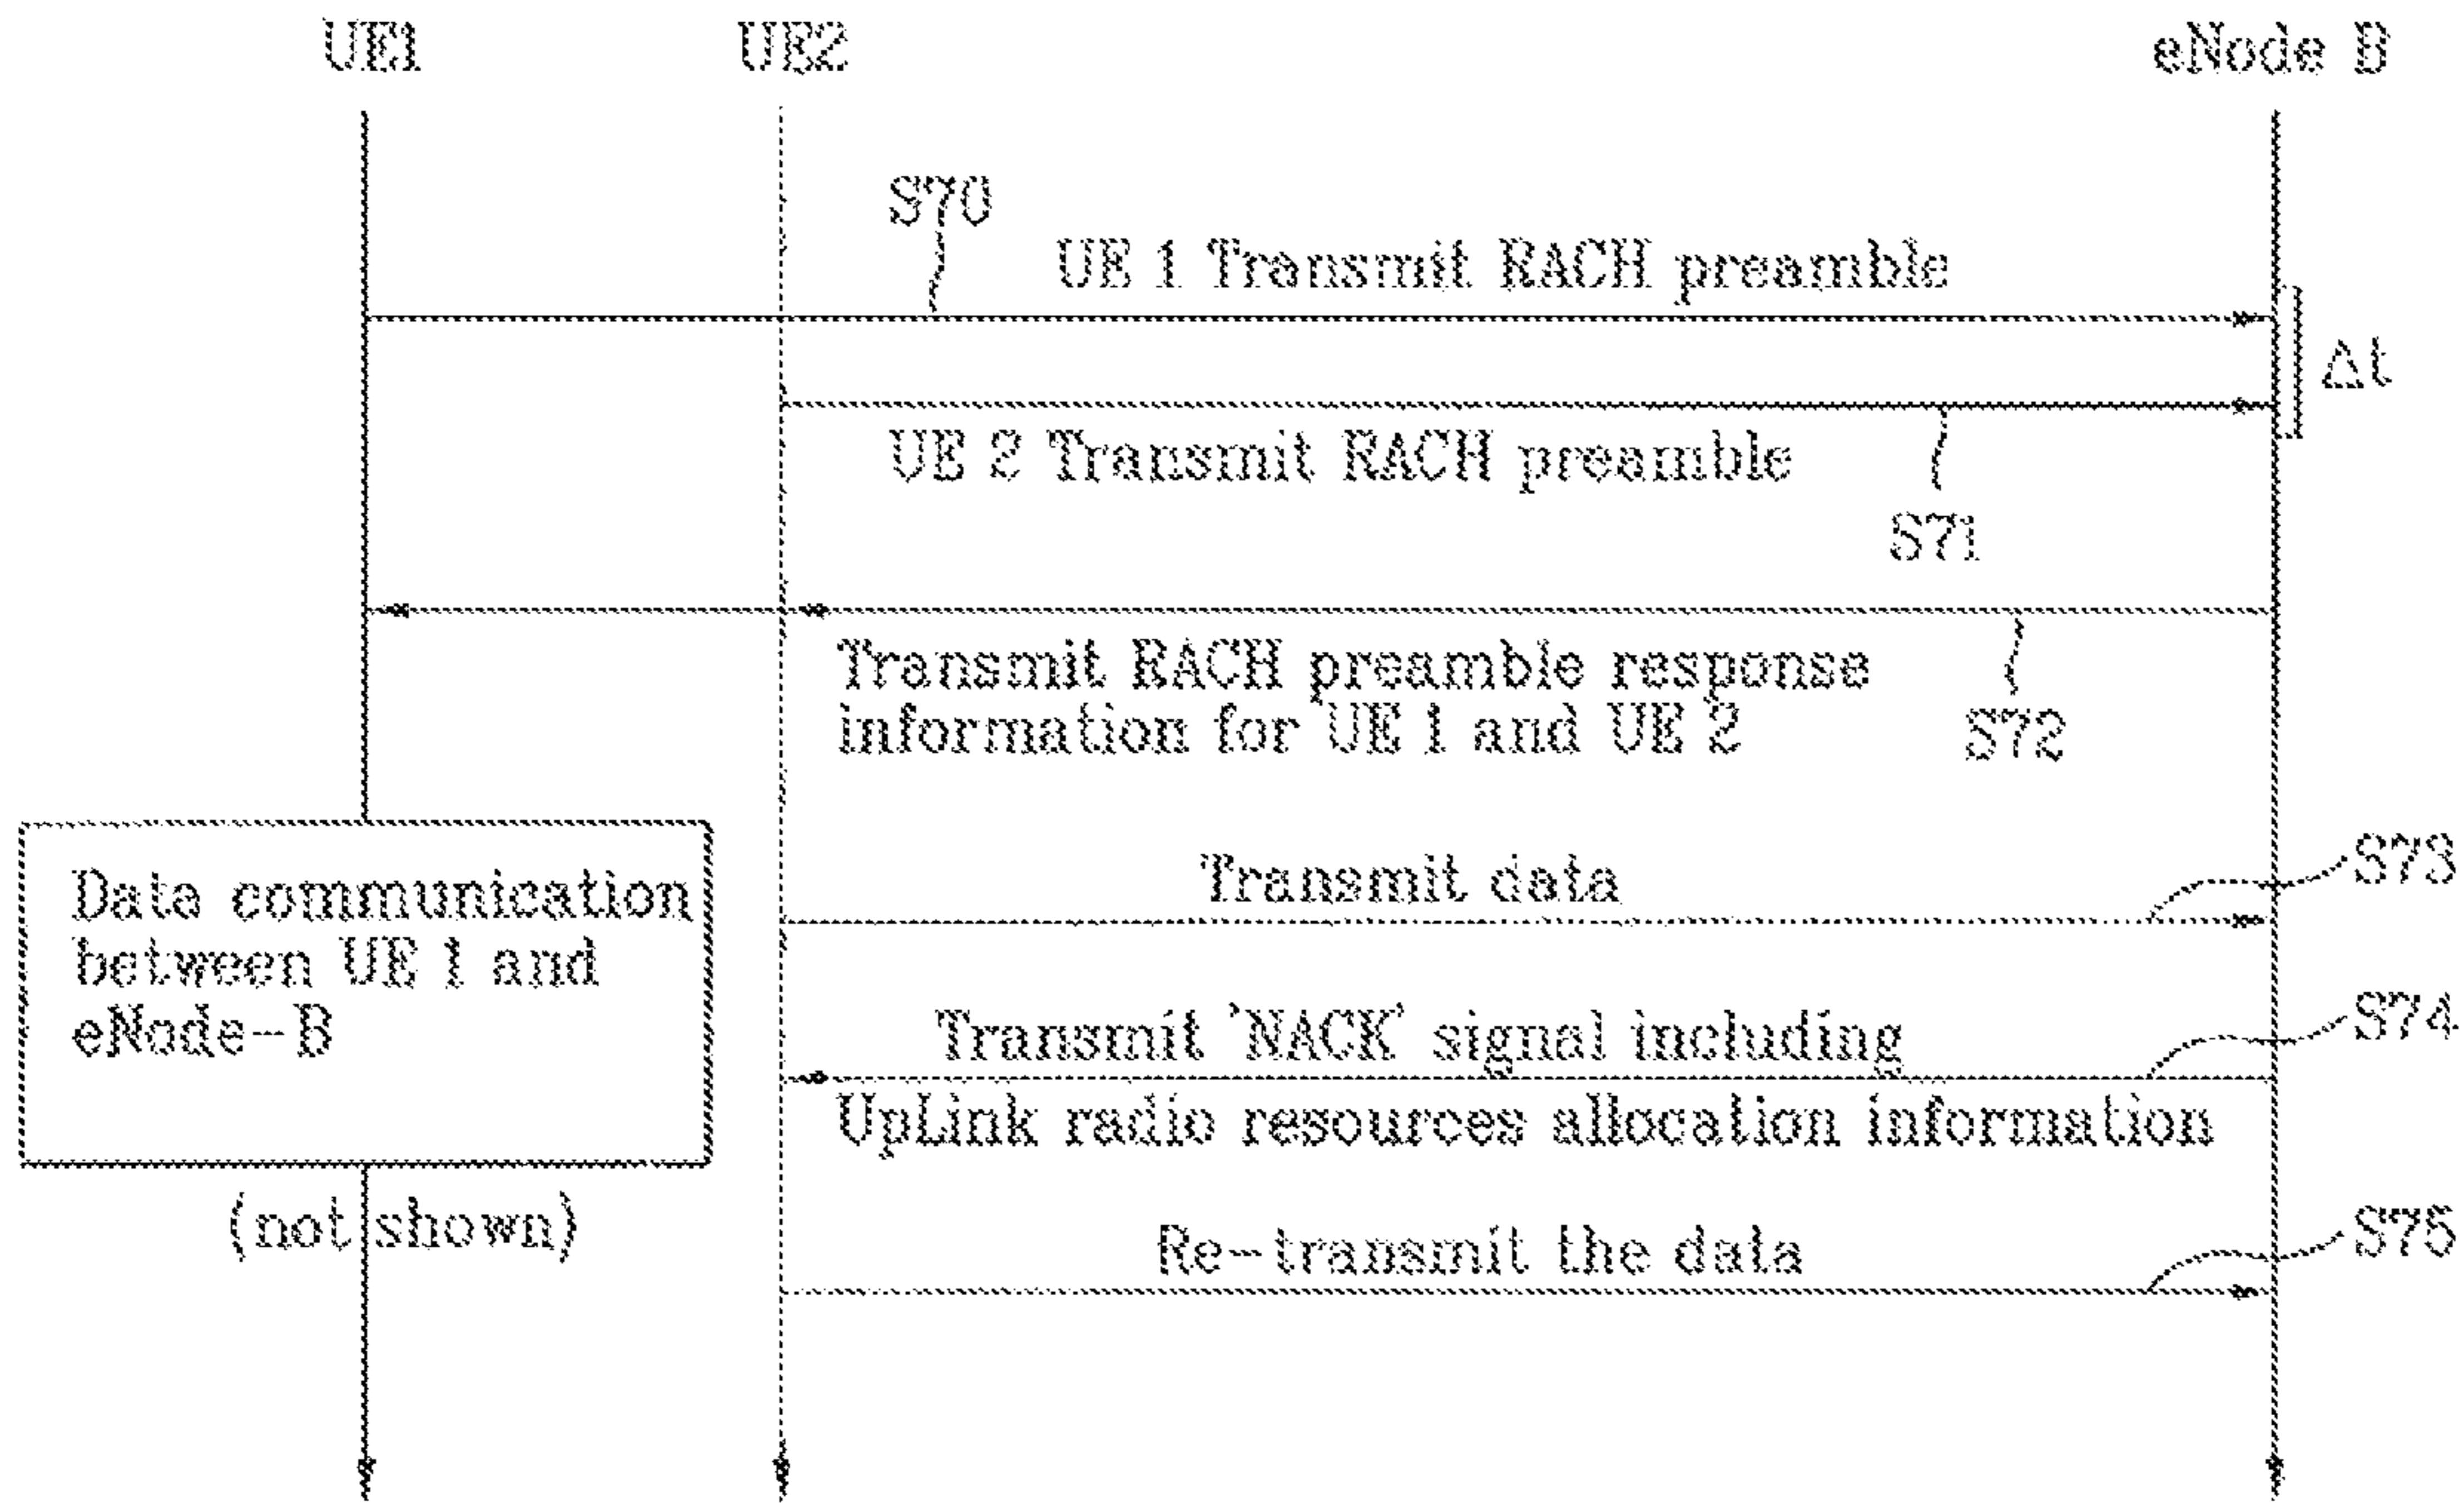 UE1
UE2
eNode B
S70
UE 1 Transmit RACH preamble
Δt
UE 2 Transmit RACH preamble
S71
Transmit RACH preamble response
information for UE 1 and UE 2
S72
Data communication
between UE 1 and
eNode-B
(not shown)
Transmit data
S73
Transmit 'NACK' signal including
S74
UpLink radio resources allocation information
Re-transmit the data
S75